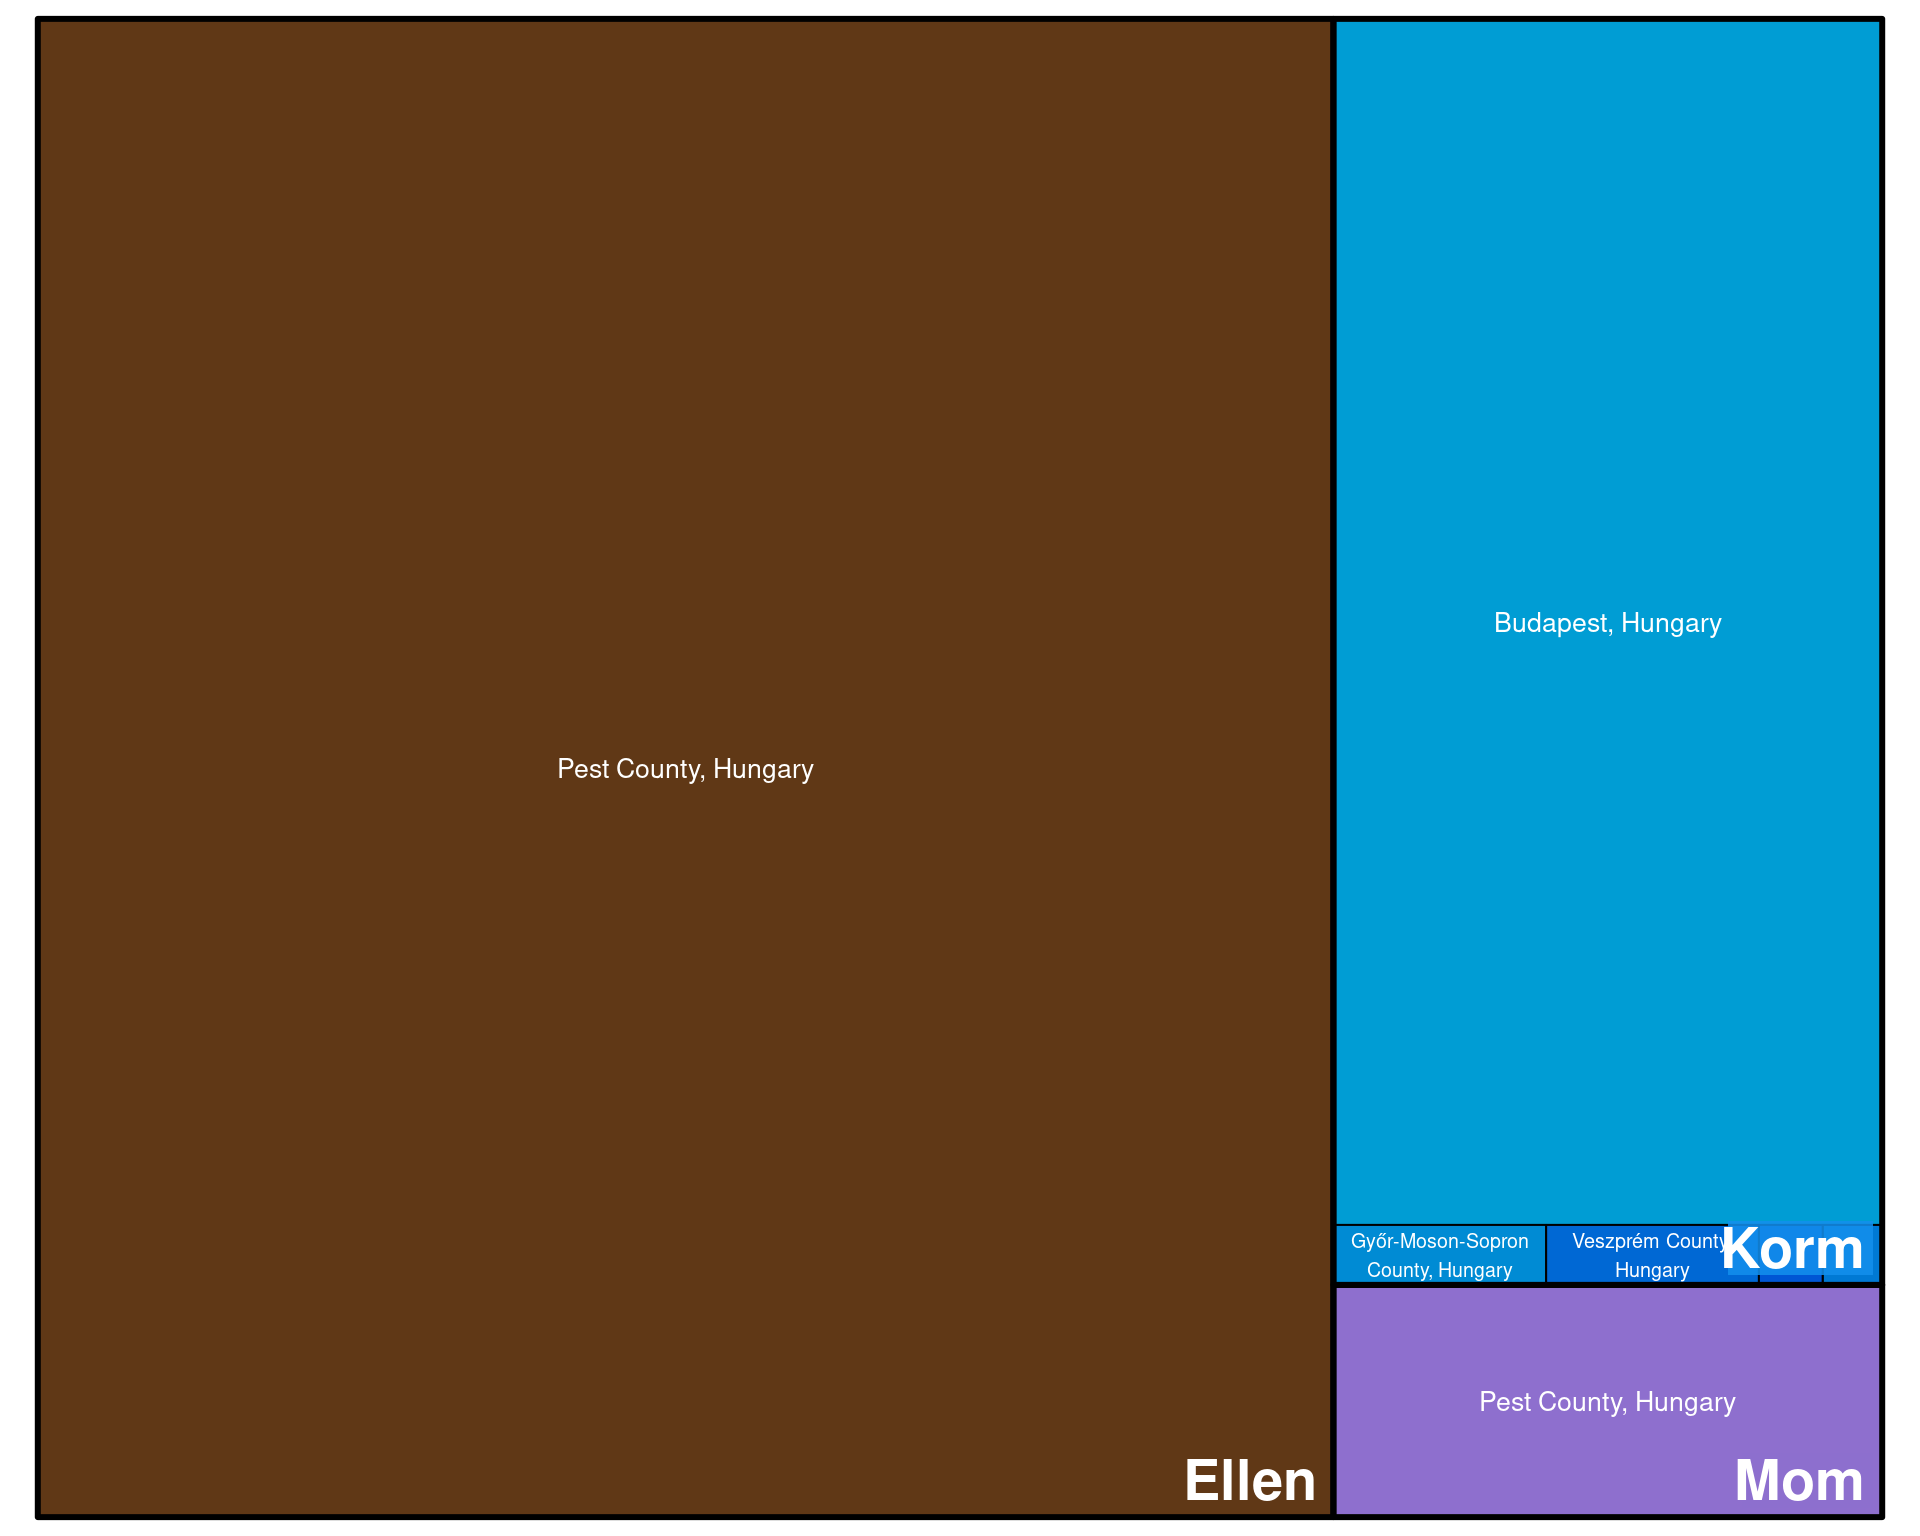 Pest County, Hungary
Ellen
Budapest, Hungary
Győr-Moson-Sopron
County, Hungary
Veszprém County
Hungary
Korm
Pest County, Hungary
Mom